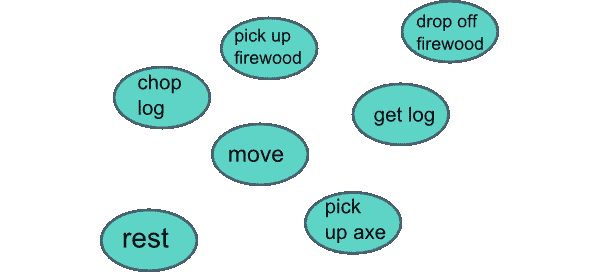 pick up
firewood
drop off
firewood
chop
log
get log
move
pick
up axe
rest